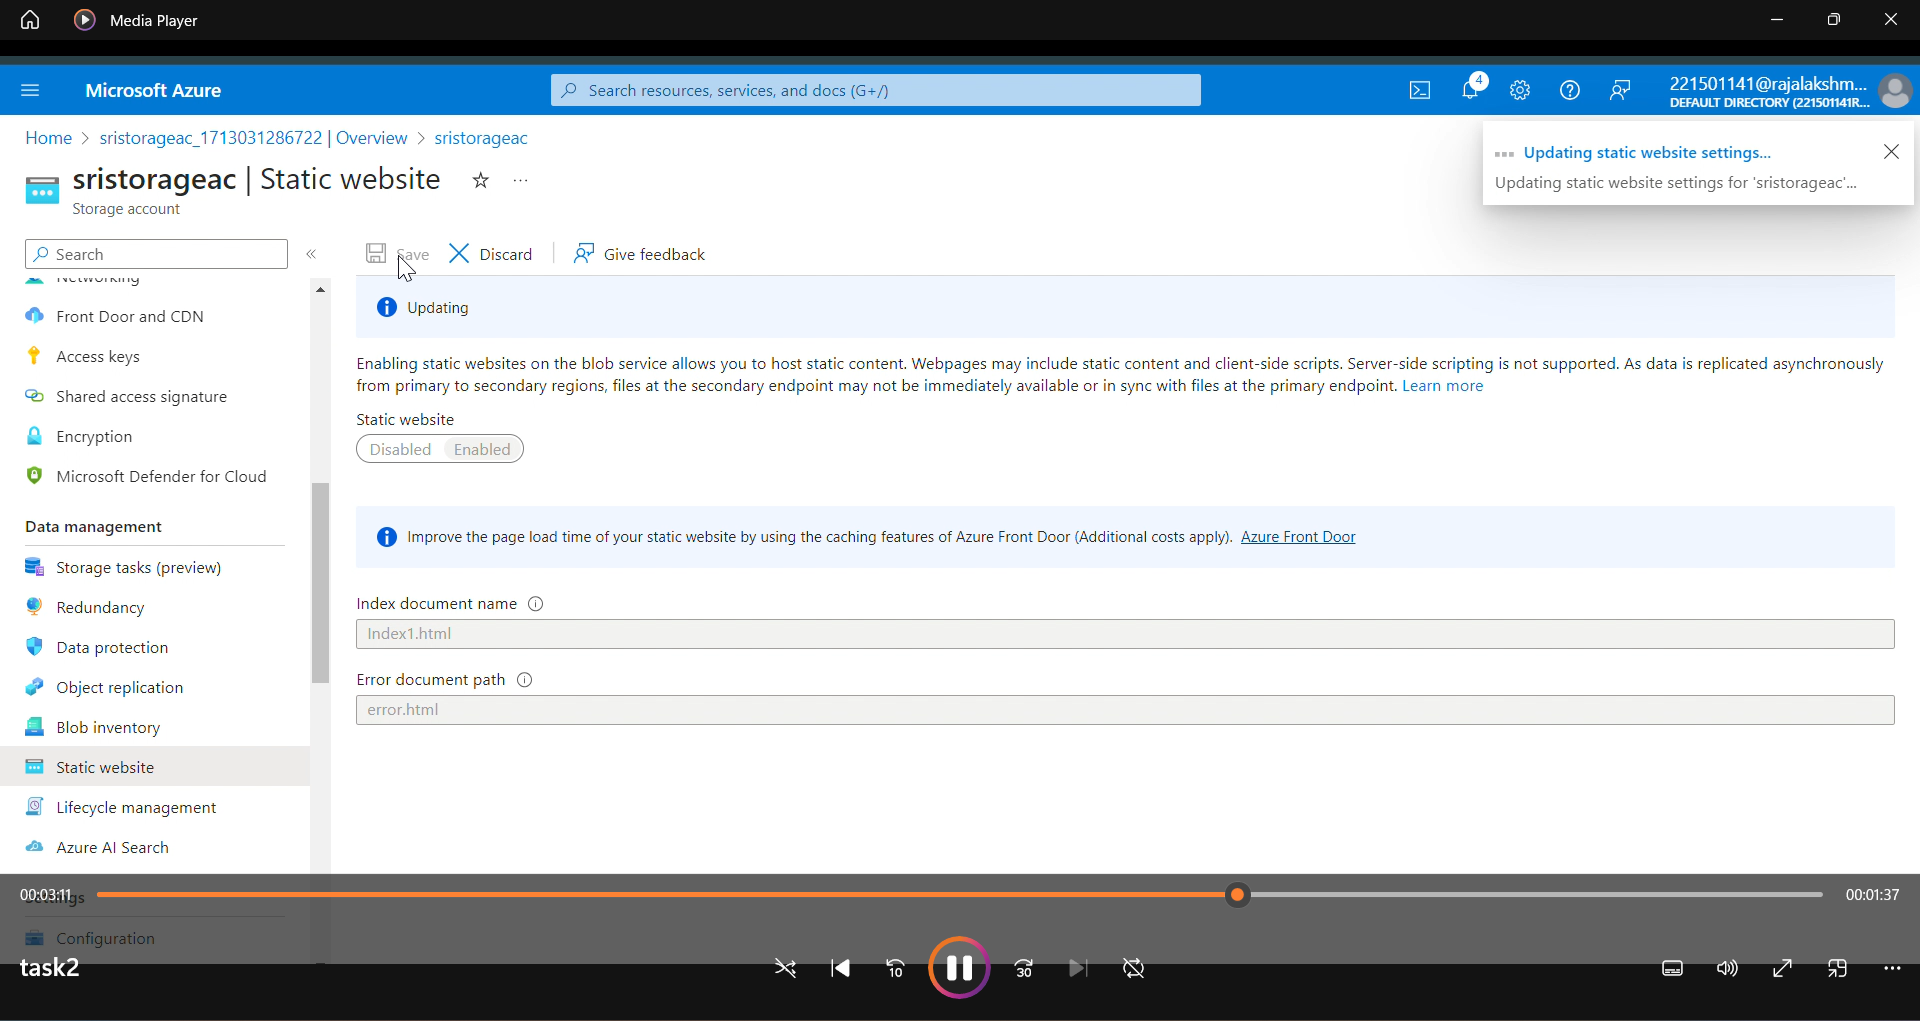 Media Player
Microsoft Azure
Search resources, services, and docs (G+/)
4
221501141@rajalakshm...
DEFAULT DIRECTORY (221501141R...
Home > sristorageac_1713031286722 | Overview > sristorageac
Updating static website settings...
Updating static website settings for 'sristorageac'...
sristorageac | Static website
Storage account
Search
Save
Discard
Give feedback
Networking
Front Door and CDN
Access keys
Shared access signature
Encryption
Microsoft Defender for Cloud
Data management
Storage tasks (preview)
Redundancy
Data protection
Object replication
Blob inventory
Static website
Lifecycle management
Azure AI Search
Settings
Configuration
Updating
Enabling static websites on the blob service allows you to host static content. Webpages may include static content and client-side scripts. Server-side scripting is not supported. As data is replicated asynchronously
from primary to secondary regions, files at the secondary endpoint may not be immediately available or in sync with files at the primary endpoint. Learn more
Static website
Disabled Enabled
Improve the page load time of your static website by using the caching features of Azure Front Door (Additional costs apply). Azure Front Door
Index document name
Index1.html
Error document path
error.html
00:03:11
00:01:37
task2
10
30